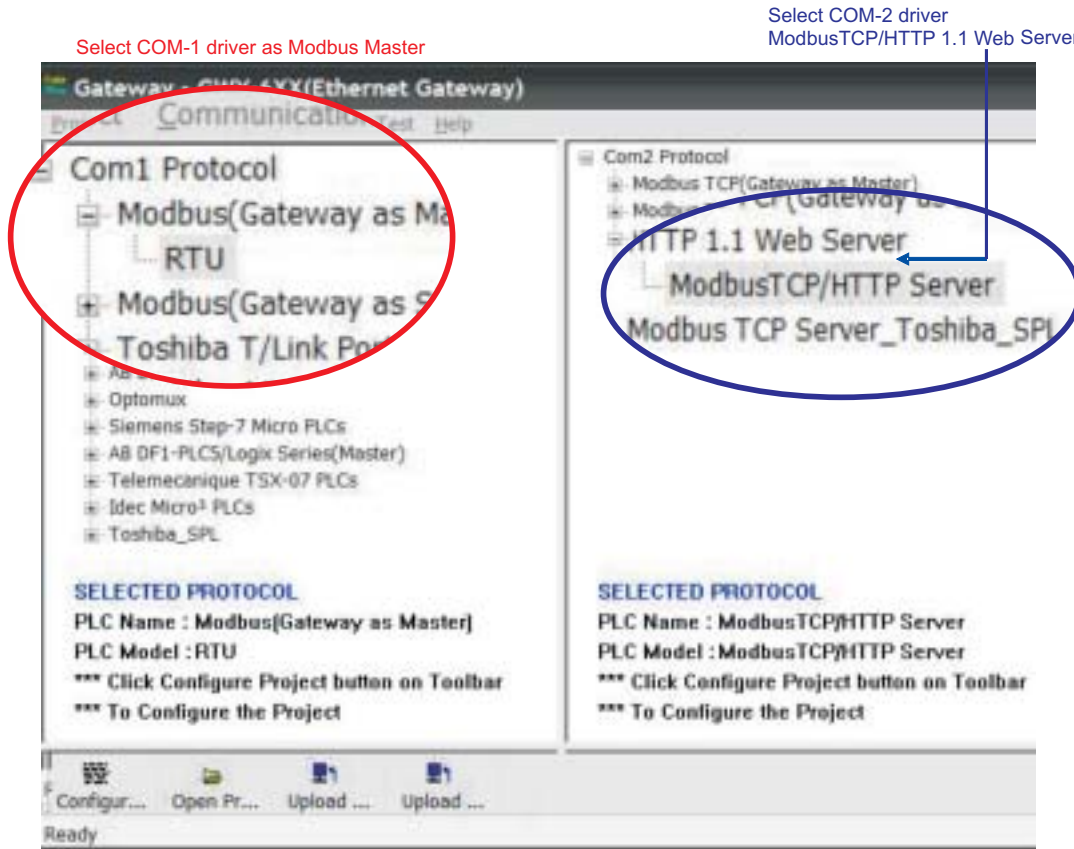 Select COM-1 driver as Modbus Master
Select COM-2 driver
ModbusTCP/HTTP 1.1 Web Server
Gateway - 6XX(Ethernet Gateway)
Communication Test Help
Com1 Protocol
Modbus(Gateway as Ma
RTU
Modbus(Gateway as S
Toshiba T/Link Por
Optomux
Siemens Step-7 Micro PLCs
AB DF1-PLC5/Logix Series(Master)
Telemecanique TSX-07 PLCs
Idec Micro³ PLCs
Toshiba_SPL
SELECTED PROTOCOL
PLC Name : Modbus(Gateway as Master)
PLC Model : RTU
*** Click Configure Project button on Toolbar
*** To Configure the Project
Com2 Protocol
Modbus TCP(Gateway as Master)
TCP(Gateway as
HTTP 1.1 Web Server
ModbusTCP/HTTP Server
Modbus TCP Server_Toshiba_SPL
SELECTED PROTOCOL
PLC Name : ModbusTCP/HTTP Server
PLC Model : ModbusTCP/HTTP Server
*** Click Configure Project button on Toolbar
*** To Configure the Project
Configur... Open Pr... Upload ... Upload ...
Ready